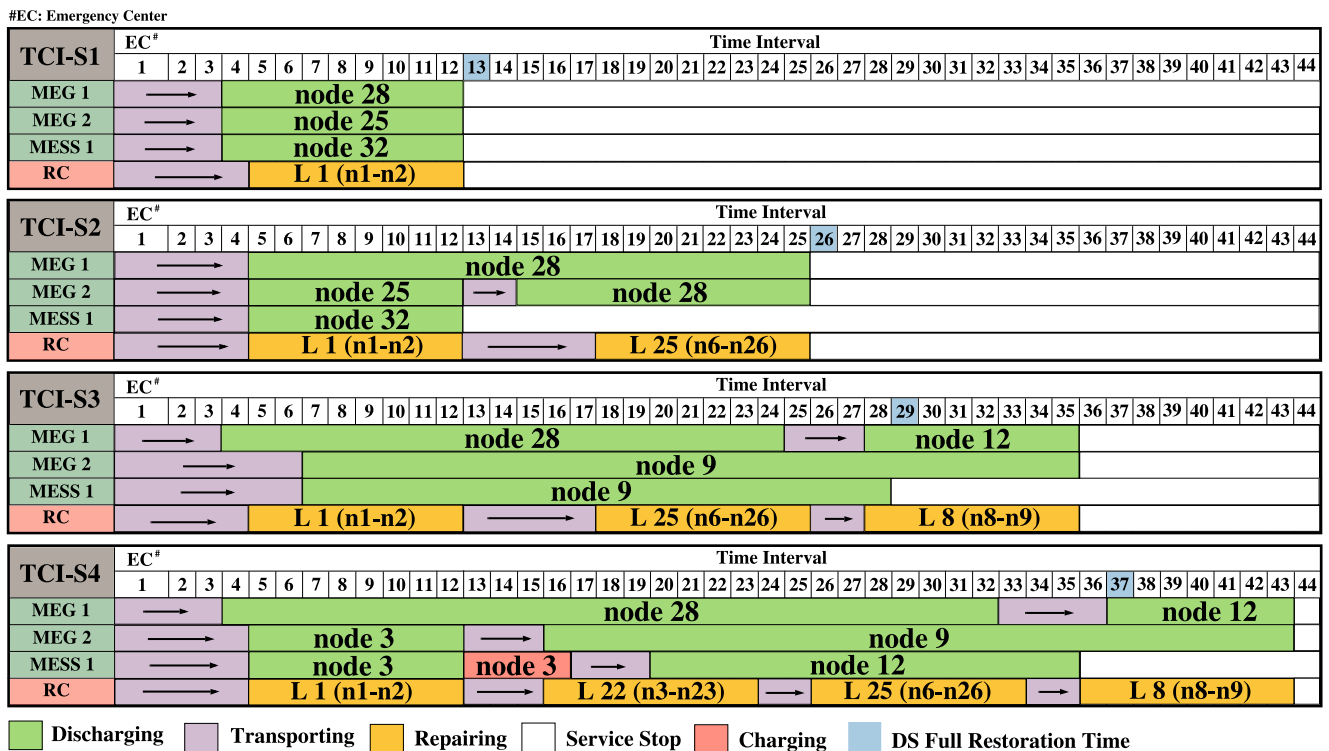 #EC: Emergency Center
TCI-S1 EC# Time Interval
1 2 3 4 5 6 7 8 9 10 11 12 13 14 15 16 17 18 19 20 21 22 23 24 25 26 27 28 29 30 31 32 33 34 35 36 37 38 39 40 41 42 43 44
MEG 1 node 28
MEG 2 node 25
MESS 1 node 32
RC L 1 (n1-n2)
TCI-S2 EC# Time Interval
1 2 3 4 5 6 7 8 9 10 11 12 13 14 15 16 17 18 19 20 21 22 23 24 25 26 27 28 29 30 31 32 33 34 35 36 37 38 39 40 41 42 43 44
MEG 1 node 28
MEG 2 node 25 node 28
MESS 1 node 32
RC L 1 (n1-n2) L 25 (n6-n26)
TCI-S3 EC# Time Interval
1 2 3 4 5 6 7 8 9 10 11 12 13 14 15 16 17 18 19 20 21 22 23 24 25 26 27 28 29 30 31 32 33 34 35 36 37 38 39 40 41 42 43 44
MEG 1 node 28 node 12
MEG 2 node 9
MESS 1 node 9
RC L 1 (n1-n2) L 25 (n6-n26) L 8 (n8-n9)
TCI-S4 EC# Time Interval
1 2 3 4 5 6 7 8 9 10 11 12 13 14 15 16 17 18 19 20 21 22 23 24 25 26 27 28 29 30 31 32 33 34 35 36 37 38 39 40 41 42 43 44
MEG 1 node 28 node 12
MEG 2 node 3 node 9
MESS 1 node 3 node 3 node 12
RC L 1 (n1-n2) L 22 (n3-n23) L 25 (n6-n26) L 8 (n8-n9)
Discharging Transporting Repairing Service Stop Charging DS Full Restoration Time